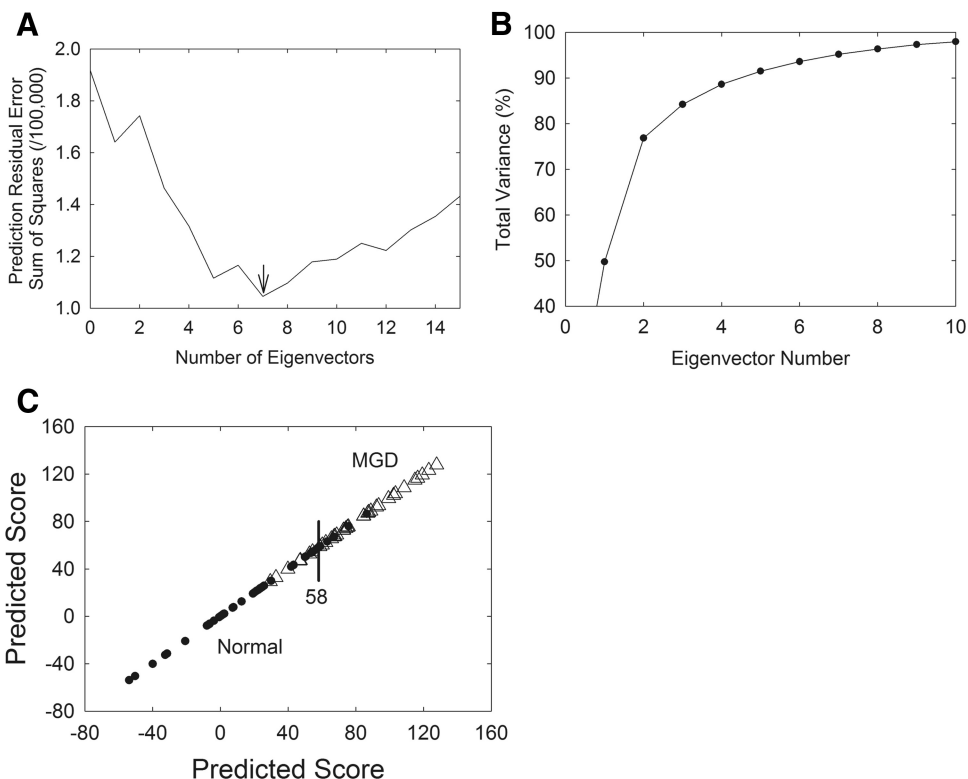 A
Prediction Residual Error
Sum of Squares (/100,000)
2.0
1.8
1.6
1.4
1.2
1.0
0 2 4 6 8 10 12 14
Number of Eigenvectors
B
Total Variance (%)
100
90
80
70
60
50
40
0 2 4 6 8 10
Eigenvector Number
C
Predicted Score
160
120
80
40
0
-40
-80
MGD
58
Normal
-80 -40 0 40 80 120 160
Predicted Score